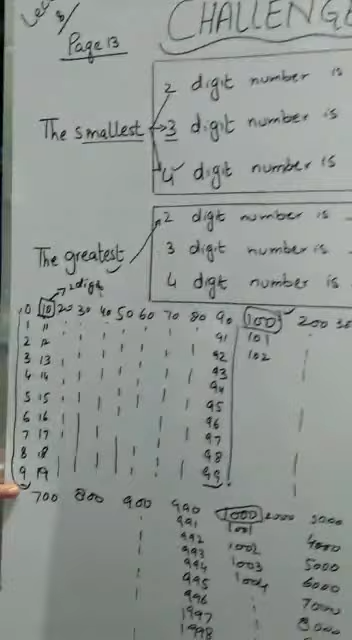 Page 13
CHALLENGE
The smallest
2 digit number is
3 digit number is
4 digit number is
The greatest
2 digit number is
3 digit number is
4 digit number is
2 digit
0 10 20 30 40 50 60 70 80 90 100 200
1 11 91 101
2 12 92 102
3 13 93
4 14 94
5 15 95
6 16 96
7 17 97
8 18 98
9 19 99
700 800 900 990 1000 2000 3000
991 1001 4000
992 1002 5000
993 1003 6000
994 1004 7000
995 8000
996
1997
1998